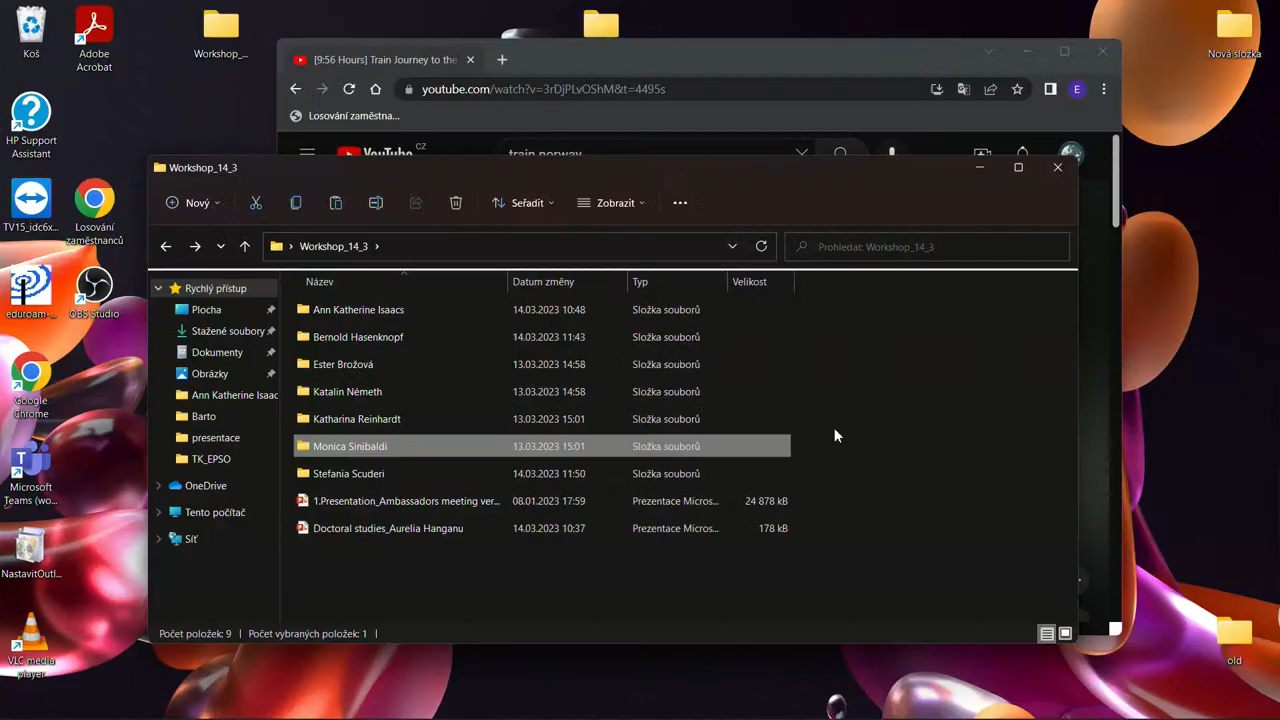 Koš
Adobe
Acrobat
Workshop_...
Nová složka
[9:56 Hours] Train Journey to the
youtube.com/watch?v=3rDjPLvOShM&t=4495s
E
Losování zaměstna...
YouTube CZ
train norway
HP Support
Assistant
TV15_idc6x...
Losování
zaměstnanců
eduroam-...
OBS Studio
Google
Chrome
Microsoft
Teams (wo...
NastavitOutl...
VLC media
player
old
Workshop_14_3
Nový
Seřadit
Zobrazit
Workshop_14_3
Prohledat: Workshop_14_3
Rychlý přístup
Plocha
Stažené soubory
Dokumenty
Obrázky
Ann Katherine Isaac
Barto
presentace
TK_EPSO
OneDrive
Tento počítač
Síť
Název Datum změny Typ Velikost
Ann Katherine Isaacs 14.03.2023 10:48 Složka souborů
Bernold Hasenknopf 14.03.2023 11:43 Složka souborů
Ester Brožová 13.03.2023 14:58 Složka souborů
Katalin Németh 13.03.2023 14:58 Složka souborů
Katharina Reinhardt 13.03.2023 15:01 Složka souborů
Monica Sinibaldi 13.03.2023 15:01 Složka souborů
Stefania Scuderi 14.03.2023 11:50 Složka souborů
1.Presentation_Ambassadors meeting ver... 08.01.2023 17:59 Prezentace Micros... 24 878 kB
Doctoral studies_Aurelia Hanganu 14.03.2023 10:37 Prezentace Micros... 178 kB
Počet položek: 9 Počet vybraných položek: 1